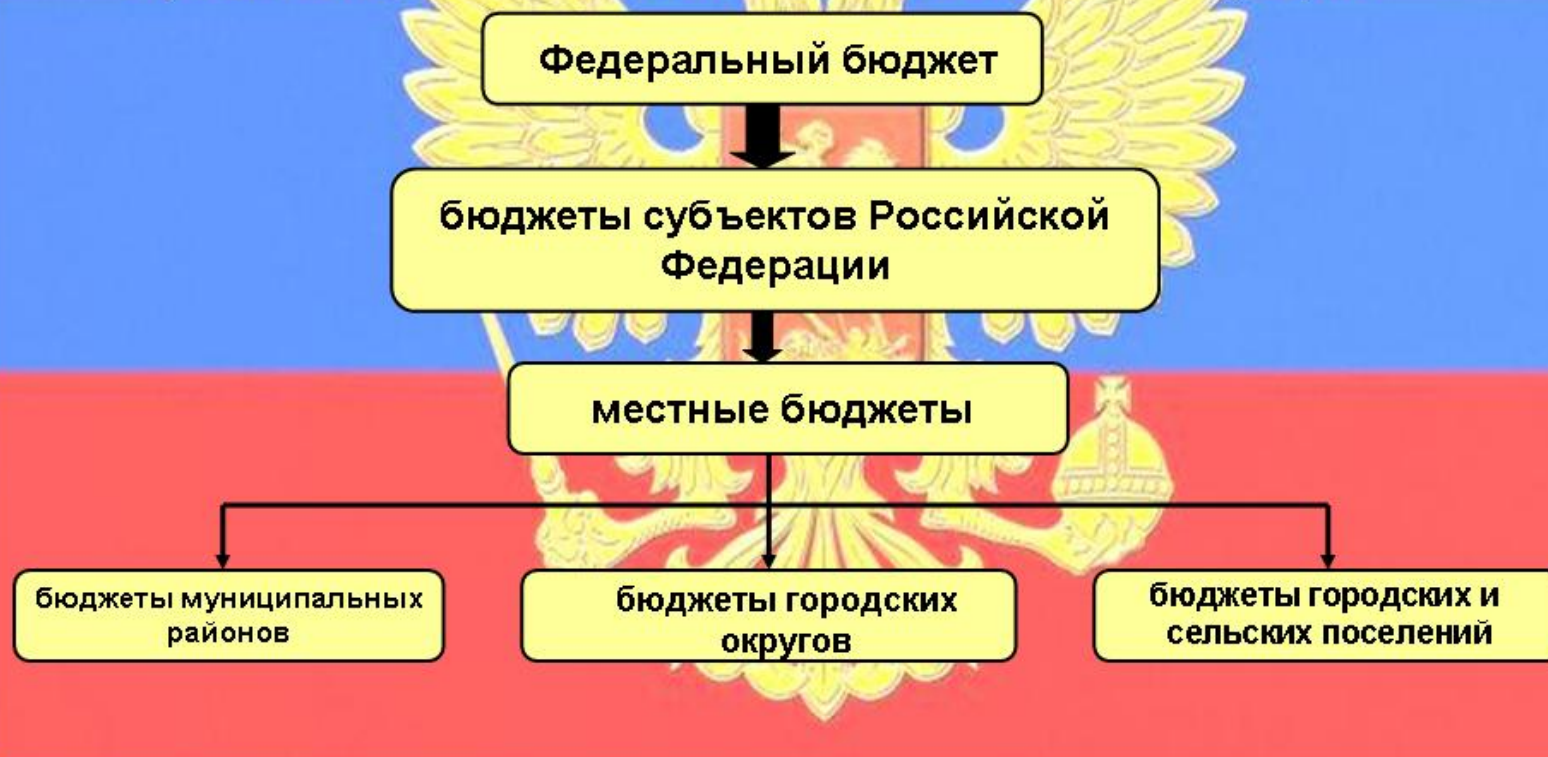 Федеральный бюджет
бюджеты субъектов Российской
Федерации
местные бюджеты
бюджеты муниципальных
районов
бюджеты городских
округов
бюджеты городских и
сельских поселений